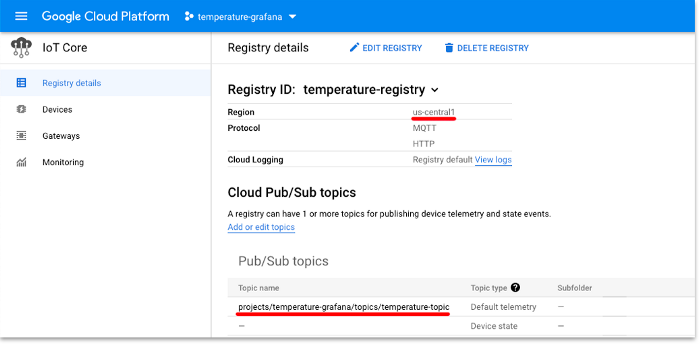 Google Cloud Platform temperature-grafana
IoT Core Registry details EDIT REGISTRY DELETE REGISTRY
Registry details
Devices
Gateways
Monitoring
Registry ID: temperature-registry
Region us-central1
Protocol MQTT
HTTP
Cloud Logging Registry default View logs
Cloud Pub/Sub topics
A registry can have 1 or more topics for publishing device telemetry and state events.
Add or edit topics
Pub/Sub topics
Topic name Topic type ? Subfolder
projects/temperature-grafana/topics/temperature-topic Default telemetry —
— Device state —